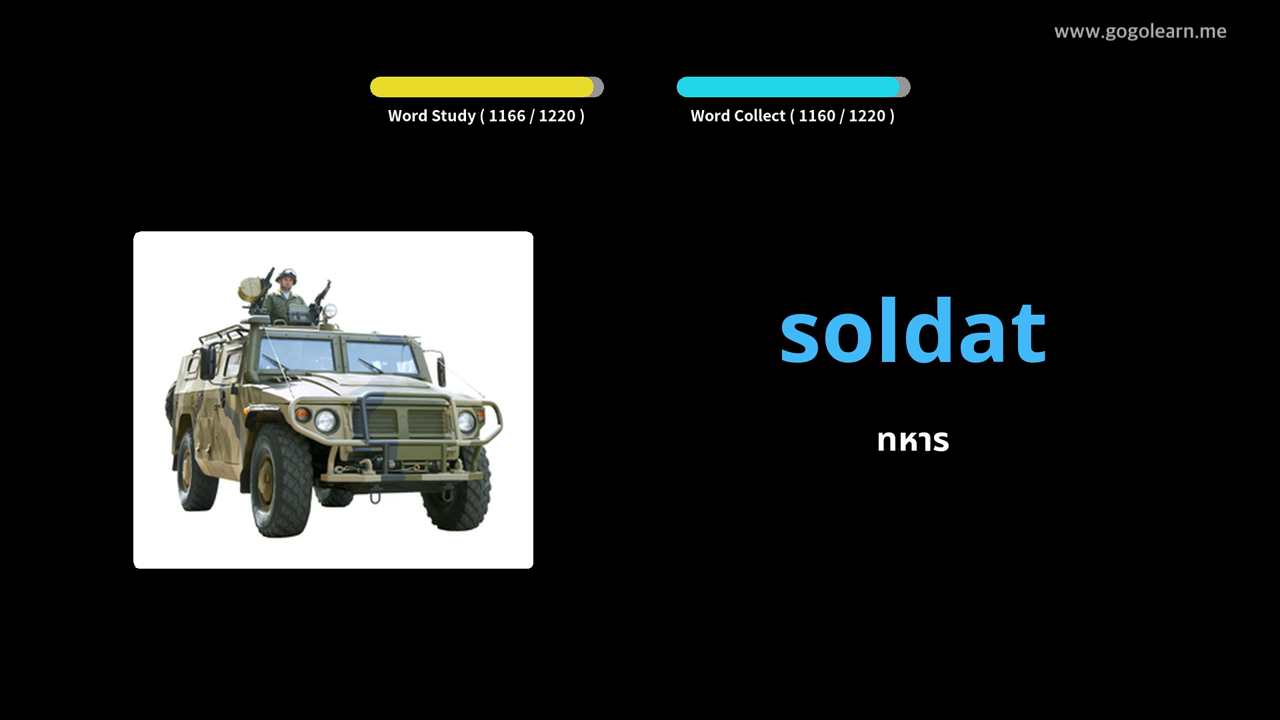 www.gogolearn.me
Word Study ( 1166 / 1220 )
Word Collect ( 1160 / 1220 )
soldat
ทหาร